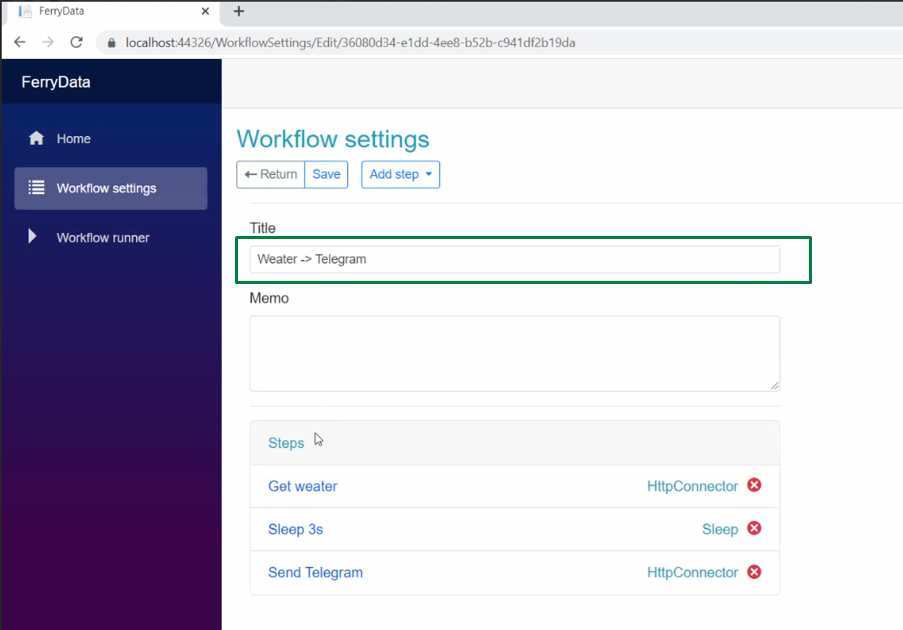 FerryData
localhost:44326/WorkflowSettings/Edit/36080d34-e1dd-4ee8-b52b-c941df2b19da
FerryData
Home
Workflow settings
Workflow runner
Workflow settings
Return Save Add step
Title
Weater -> Telegram
Memo
Steps
Get weater HttpConnector
Sleep 3s Sleep
Send Telegram HttpConnector